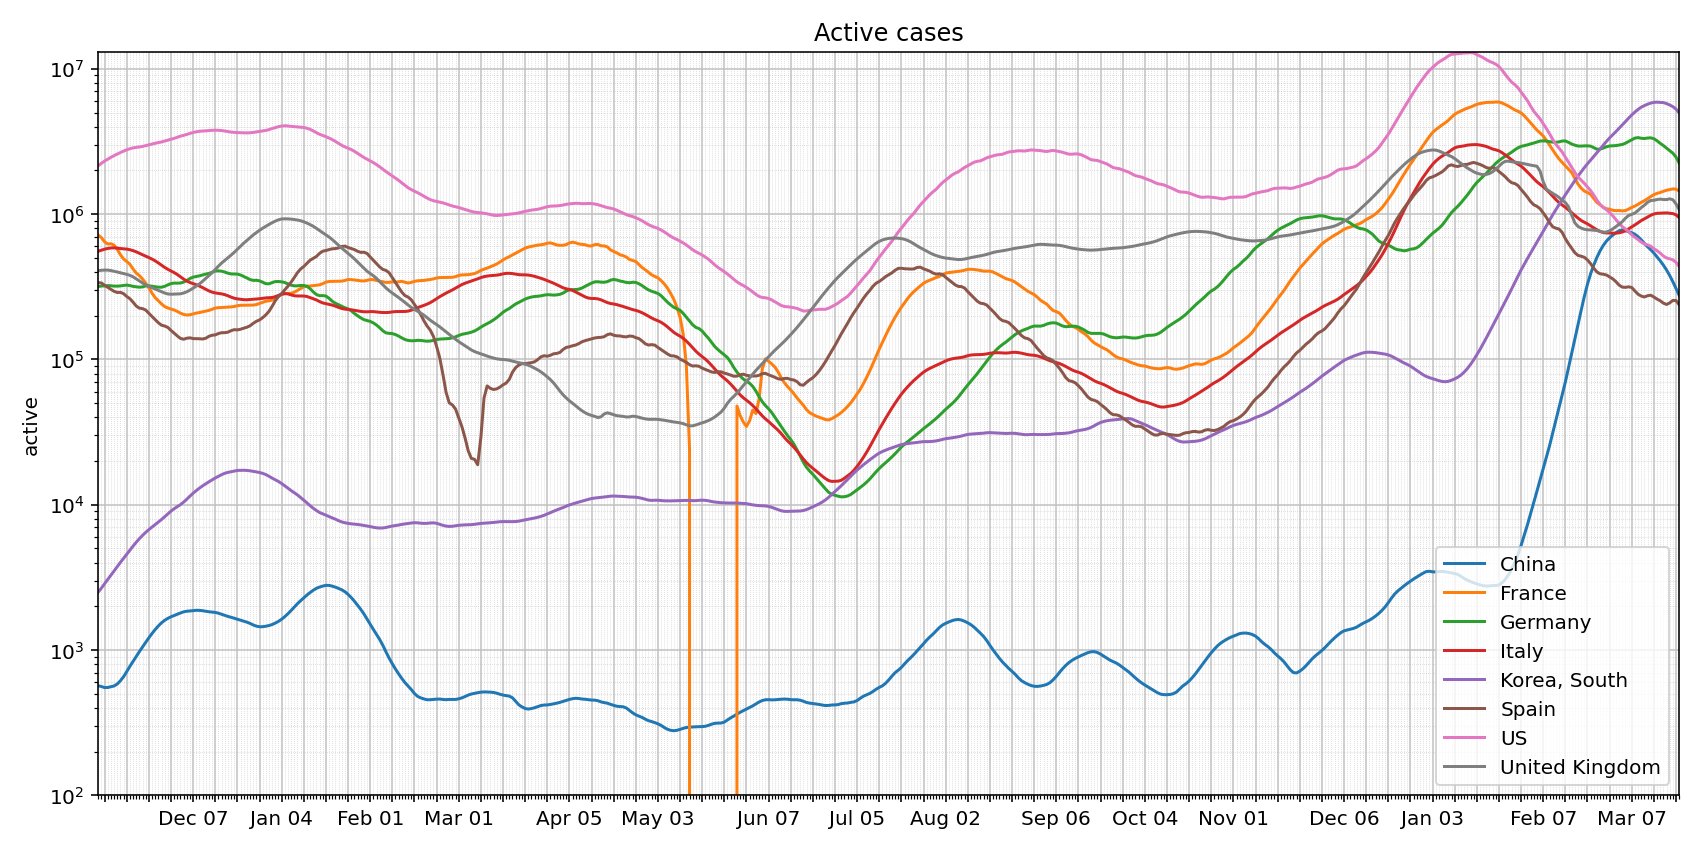 Active cases
active
10^7
10^6
10^5
10^4
10^3
10^2
Dec 07 Jan 04 Feb 01 Mar 01 Apr 05 May 03 Jun 07 Jul 05 Aug 02 Sep 06 Oct 04 Nov 01 Dec 06 Jan 03 Feb 07 Mar 07
China
France
Germany
Italy
Korea, South
Spain
US
United Kingdom